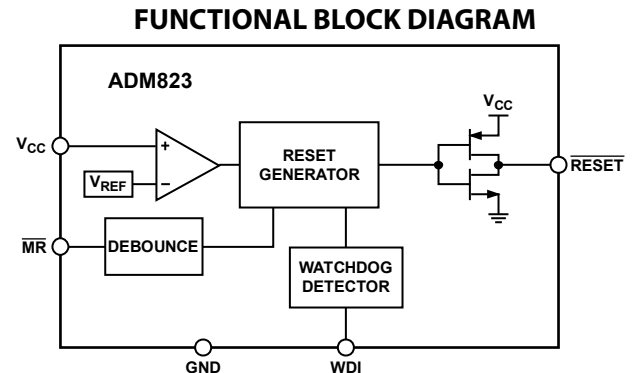 FUNCTIONAL BLOCK DIAGRAM
ADM823
VCC
VCC
+
RESET
GENERATOR
RESET
VREF
–
MR
DEBOUNCE
WATCHDOG
DETECTOR
GND
WDI